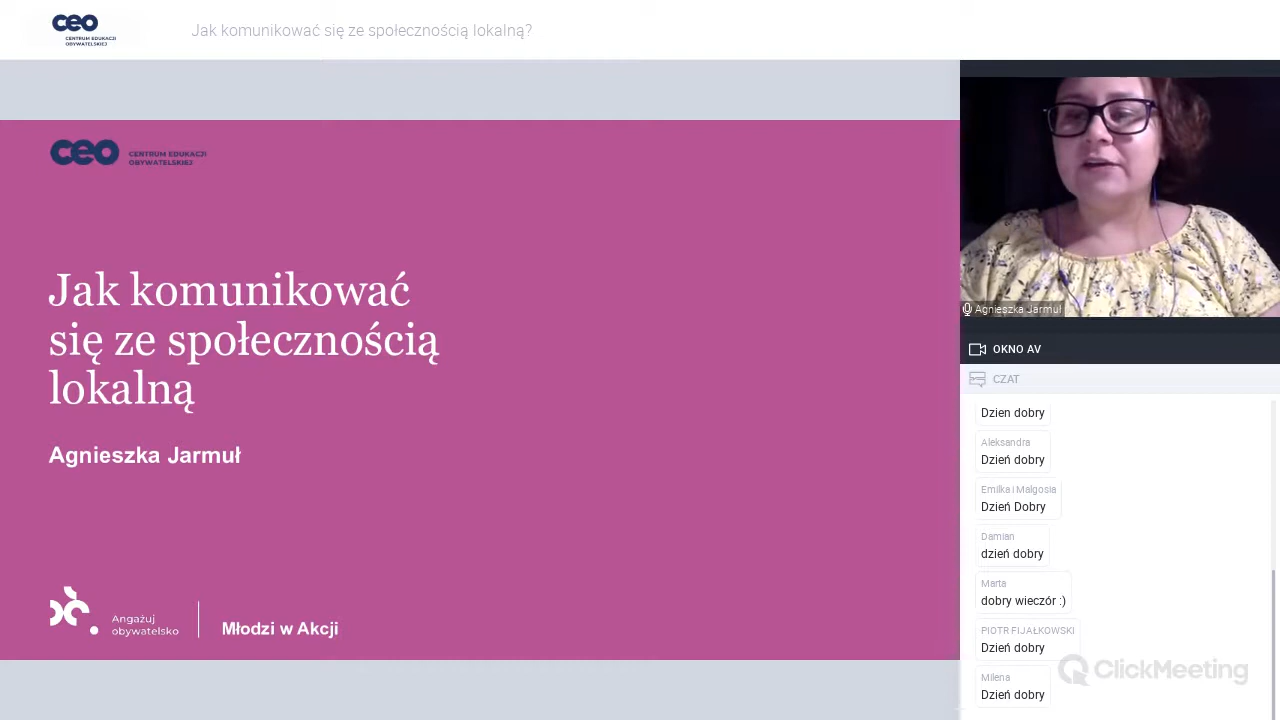 ceo
CENTRUM EDUKACJI
OBYWATELSKIEJ
Jak komunikować się ze społecznością lokalną?
ceo
CENTRUM EDUKACJI
OBYWATELSKIEJ
Jak komunikować
się ze społecznością
lokalną
Agnieszka Jarmuł
Angażuj
obywatelsko
Młodzi w Akcji
Agnieszka Jarmuł
OKNO AV
CZAT
Dzien dobry
Aleksandra
Dzień dobry
Emilka i Malgosia
Dzień Dobry
Damian
dzień dobry
Marta
dobry wieczór :)
PIOTR FIJAŁKOWSKI
Dzień dobry
Milena
Dzień dobry
ClickMeeting